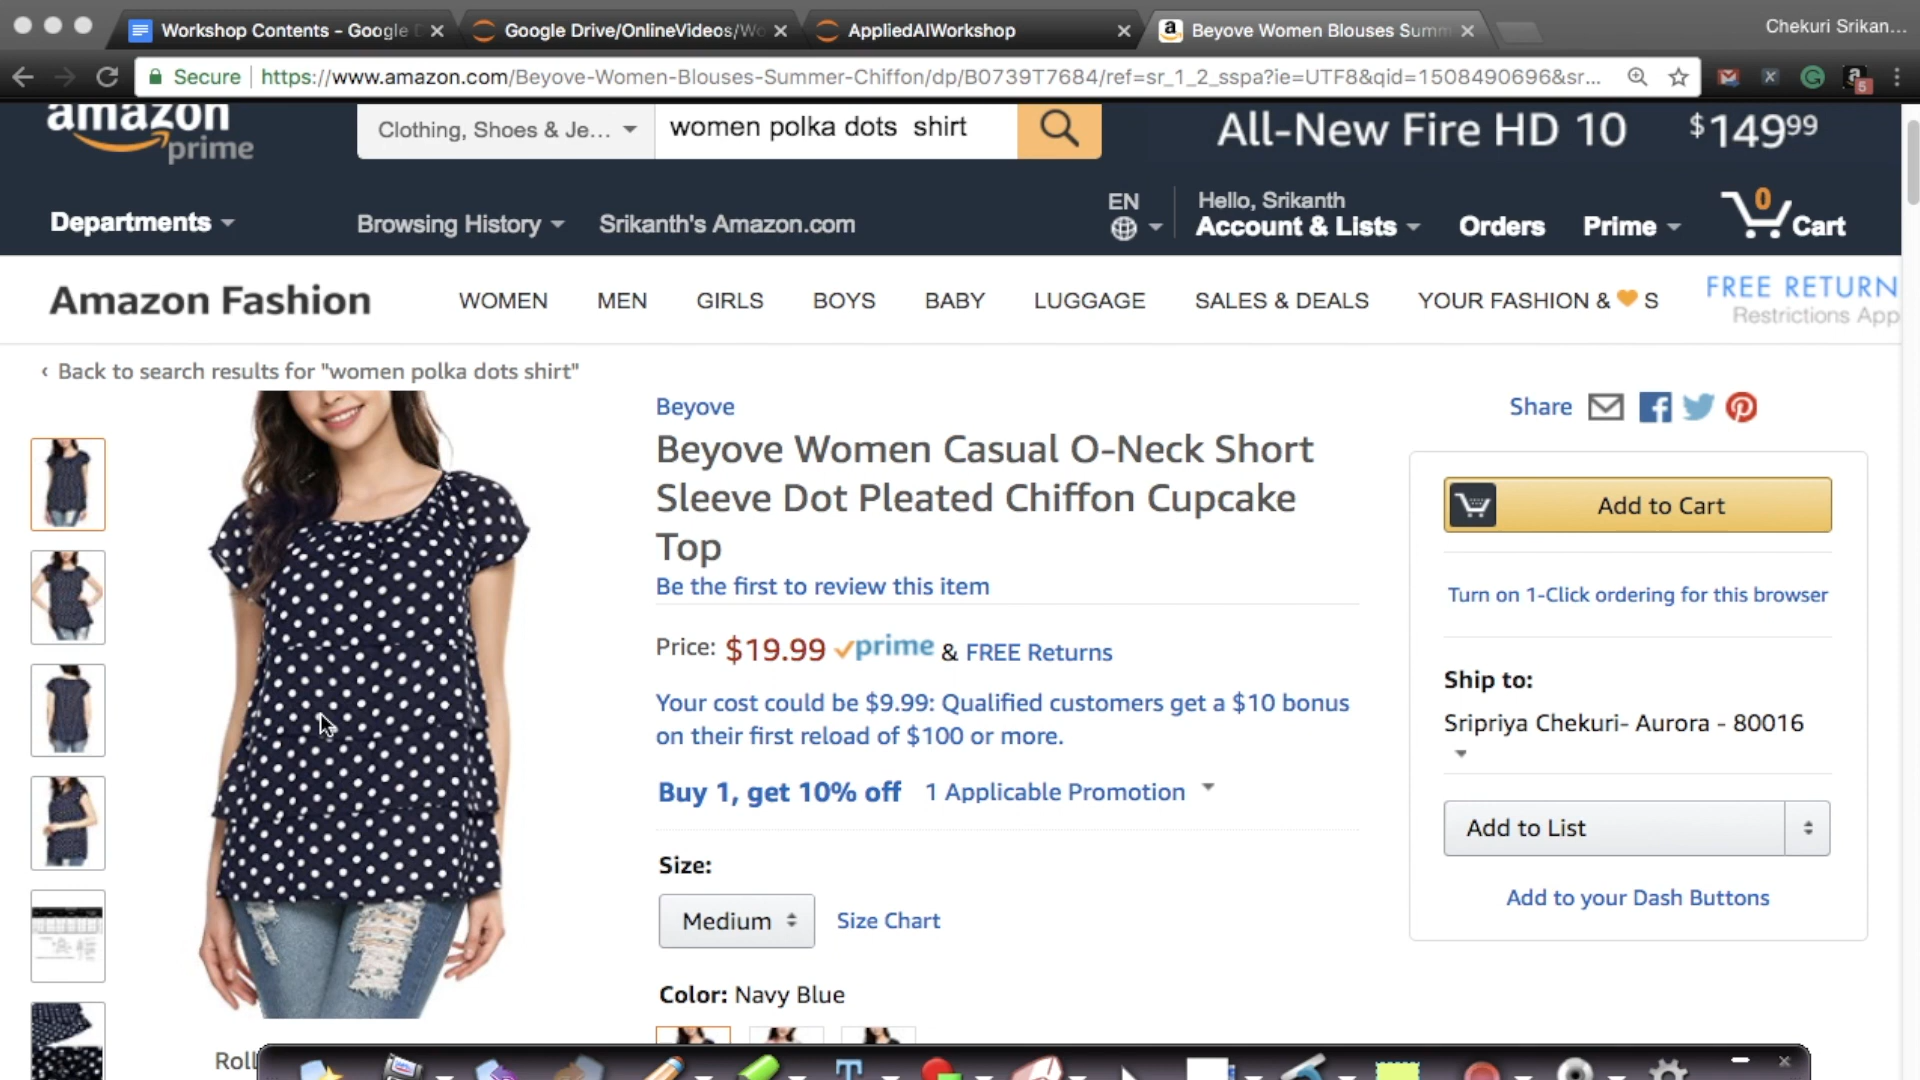 Workshop Contents - Google D
Google Drive/OnlineVideos/Wo
AppliedAIWorkshop
Beyove Women Blouses Summ
Chekuri Srikan...
Secure
https://www.amazon.com/Beyove-Women-Blouses-Summer-Chiffon/dp/B0739T7684/ref=sr_1_2_sspa?ie=UTF8&qid=1508490696&sr...
5
amazon
prime
Clothing, Shoes & Je...
women polka dots shirt
All-New Fire HD 10
$149 99
Departments
Browsing History
Srikanth's Amazon.com
EN
Hello, Srikanth
Account & Lists
Orders
Prime
0
Cart
Amazon Fashion
WOMEN
MEN
GIRLS
BOYS
BABY
LUGGAGE
SALES & DEALS
YOUR FASHION & S
FREE RETURN
Restrictions App
‹ Back to search results for "women polka dots shirt"
Beyove
Beyove Women Casual O-Neck Short
Sleeve Dot Pleated Chiffon Cupcake
Top
Be the first to review this item
Price: $19.99 prime & FREE Returns
Your cost could be $9.99: Qualified customers get a $10 bonus
on their first reload of $100 or more.
Buy 1, get 10% off 1 Applicable Promotion
Size:
Medium
Size Chart
Color: Navy Blue
Share
Add to Cart
Turn on 1-Click ordering for this browser
Ship to:
Sripriya Chekuri- Aurora - 80016
Add to List
Add to your Dash Buttons
Roll